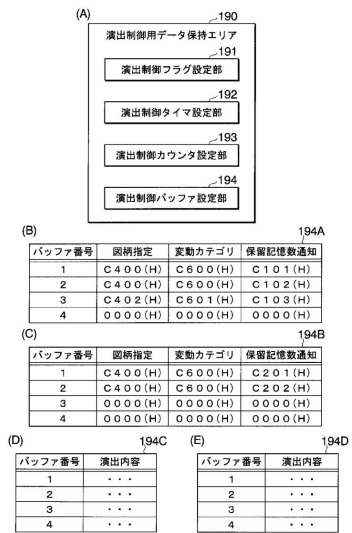 (A)
190
演出制御用データ保持エリア
191
演出制御フラグ設定部
192
演出制御タイマ設定部
193
演出制御カウンタ設定部
194
演出制御バッファ設定部
(B)
194A
バッファ番号 図柄指定 変動カテゴリ 保留記憶数通知
1 C400(H) C600(H) C101(H)
2 C400(H) C600(H) C102(H)
3 C402(H) C601(H) C103(H)
4 0000(H) 0000(H) 0000(H)
(C)
194B
バッファ番号 図柄指定 変動カテゴリ 保留記憶数通知
1 C400(H) C600(H) C201(H)
2 C400(H) C600(H) C202(H)
3 0000(H) 0000(H) 0000(H)
4 0000(H) 0000(H) 0000(H)
(D)
194C
バッファ番号 演出内容
1 ・・・
2 ・・・
3 ・・・
4 ・・・
(E)
194D
バッファ番号 演出内容
1 ・・・
2 ・・・
3 ・・・
4 ・・・